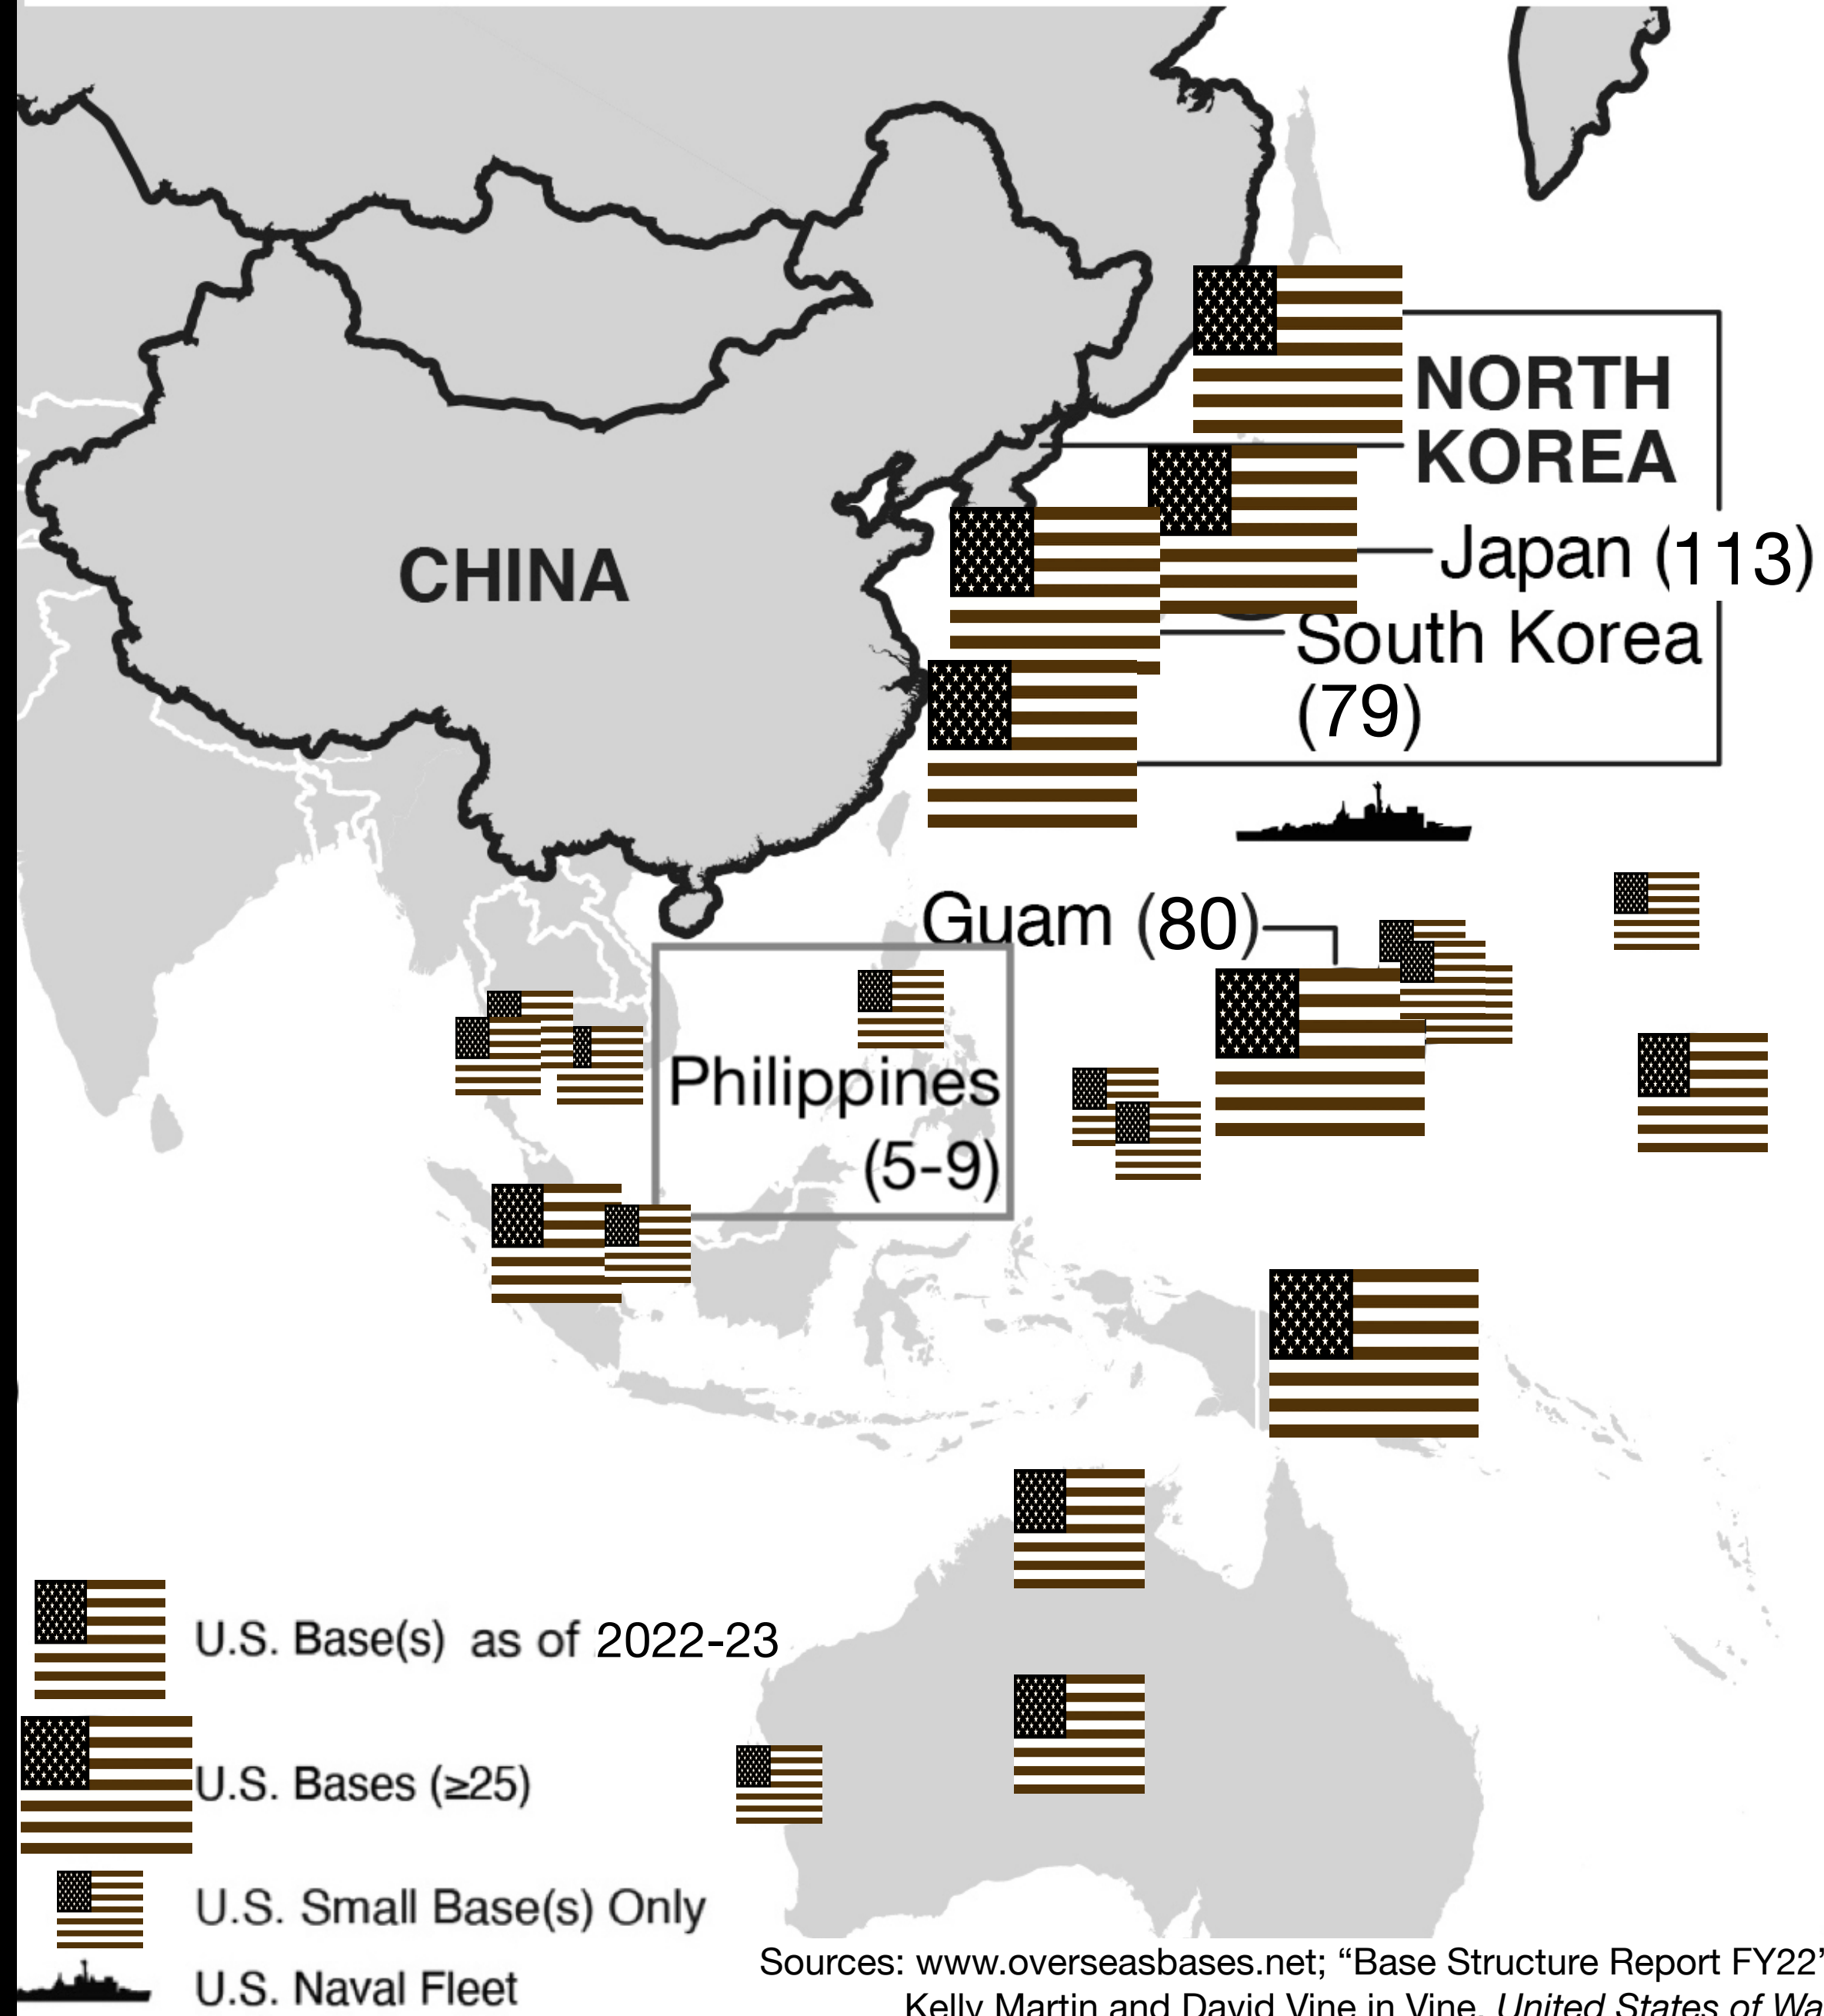 NORTH
KOREA
CHINA
Japan (113)
South Korea
(79)
Guam (80)
Philippines
(5-9)
U.S. Base(s) as of 2022-23
U.S. Bases (≥25)
U.S. Small Base(s) Only
U.S. Naval Fleet
Sources: www.overseasbases.net; “Base Structure Report FY22”
Kelly Martin and David Vine in Vine, United States of